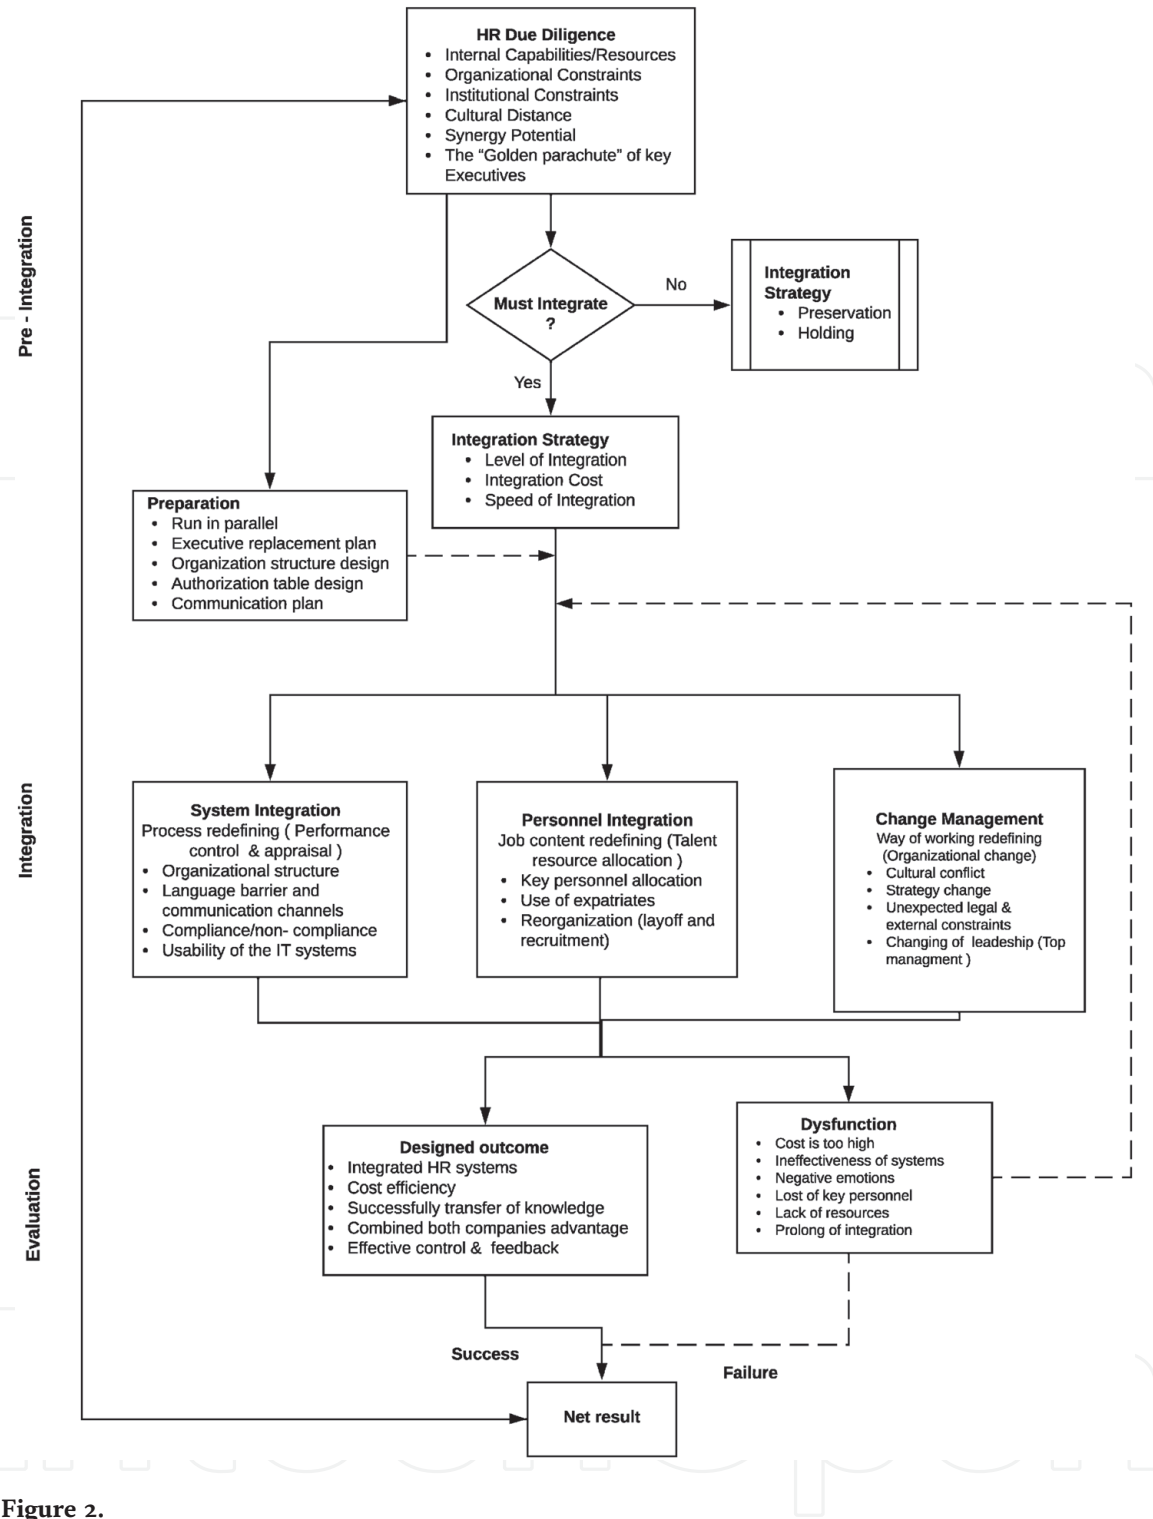 HR Due Diligence
• Internal Capabilities/Resources
• Organizational Constraints
• Institutional Constraints
• Cultural Distance
• Synergy Potential
• The “Golden parachute” of key
Executives
Pre - Integration
Must Integrate
?
No
Integration
Strategy
• Preservation
• Holding
Yes
Integration Strategy
• Level of Integration
• Integration Cost
• Speed of Integration
Preparation
• Run in parallel
• Executive replacement plan
• Organization structure design
• Authorization table design
• Communication plan
Integration
System Integration
Process redefining ( Performance
control & appraisal )
• Organizational structure
• Language barrier and
communication channels
• Compliance/non- compliance
• Usability of the IT systems
Personnel Integration
Job content redefining (Talent
resource allocation )
• Key personnel allocation
• Use of expatriates
• Reorganization (layoff and
recruitment)
Change Management
Way of working redefining
(Organizational change)
• Cultural conflict
• Strategy change
• Unexpected legal &
external constraints
• Changing of leadeship (Top
managment )
Evaluation
Designed outcome
• Integrated HR systems
• Cost efficiency
• Successfully transfer of knowledge
• Combined both companies advantage
• Effective control & feedback
Dysfunction
• Cost is too high
• Ineffectiveness of systems
• Negative emotions
• Lost of key personnel
• Lack of resources
• Prolong of integration
Success
Failure
Net result
Figure 2.